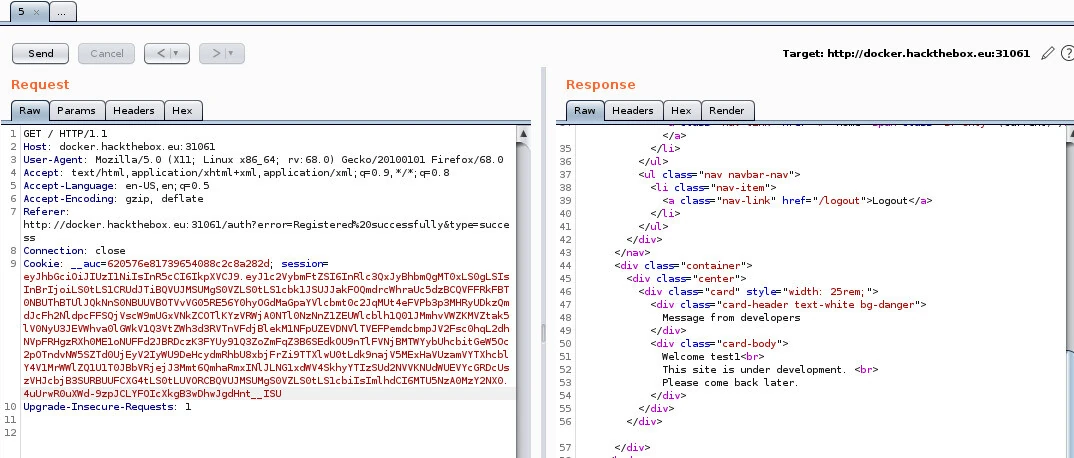 5 × ...
Send Cancel < > Target: http://docker.hackthebox.eu:31061
Request
Raw Params Headers Hex
1 GET / HTTP/1.1
2 Host: docker.hackthebox.eu:31061
3 User-Agent: Mozilla/5.0 (X11; Linux x86_64; rv:68.0) Gecko/20100101 Firefox/68.0
4 Accept: text/html,application/xhtml+xml,application/xml;q=0.9,*/*;q=0.8
5 Accept-Language: en-US,en;q=0.5
6 Accept-Encoding: gzip, deflate
7 Referer:
http://docker.hackthebox.eu:31061/auth?error=Registered%20successfully&type=succe
ss
8 Connection: close
9 Cookie: __auc=620576e81739654088c2c8a282d; session=
10 Upgrade-Insecure-Requests: 1
11
12
Response
Raw Headers Hex Render
</a>
35 </li>
36 </ul>
37 <ul class="nav navbar-nav">
38 <li class="nav-item">
39 <a class="nav-link" href="/logout">Logout</a>
40 </li>
41 </ul>
42 </div>
43 </nav>
44 <div class="container">
45 <div class="center">
46 <div class="card" style="width: 25rem;">
47 <div class="card-header text-white bg-danger">
48 Message from developers
49 </div>
50 <div class="card-body">
51 Welcome test1<br>
52 This site is under development. <br>
53 Please come back later.
54 </div>
55 </div>
56 </div>
57 </div>